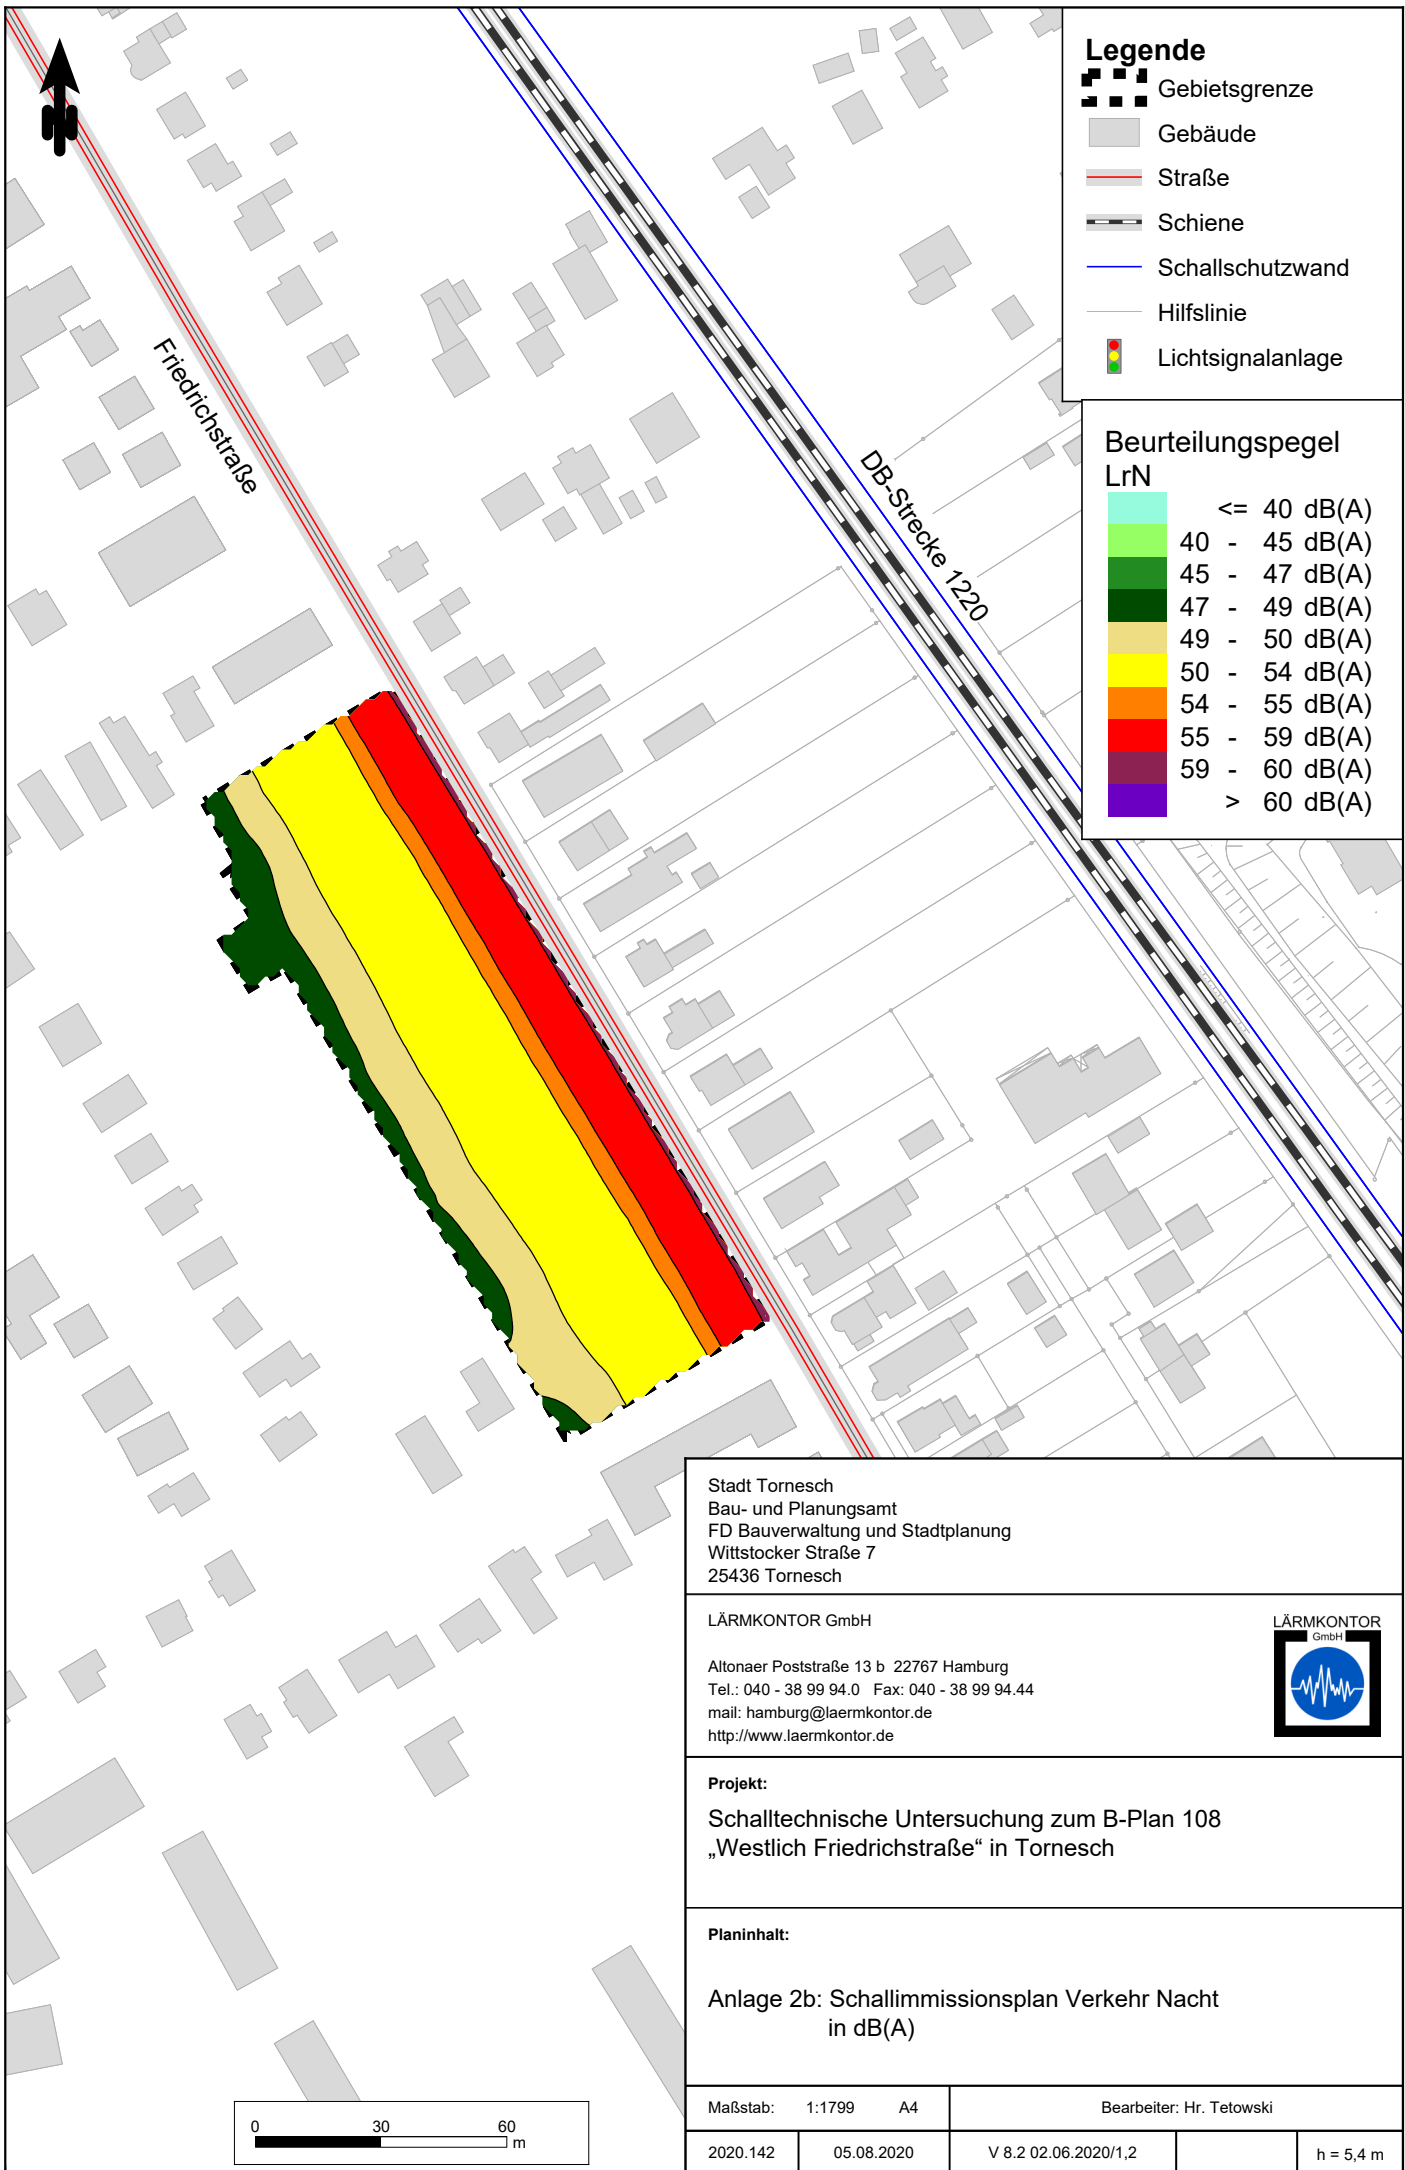 N
Friedrichstraße
DB-Strecke 1220
Legende
Gebietsgrenze
Gebäude
Straße
Schiene
Schallschutzwand
Hilfslinie
Lichtsignalanlage
Beurteilungspegel
LrN
<= 40 dB(A)
40 - 45 dB(A)
45 - 47 dB(A)
47 - 49 dB(A)
49 - 50 dB(A)
50 - 54 dB(A)
54 - 55 dB(A)
55 - 59 dB(A)
59 - 60 dB(A)
> 60 dB(A)
Stadt Tornesch
Bau- und Planungsamt
FD Bauverwaltung und Stadtplanung
Wittstocker Straße 7
25436 Tornesch
LÄRMKONTOR GmbH
Altonaer Poststraße 13 b 22767 Hamburg
Tel.: 040 - 38 99 94.0 Fax: 040 - 38 99 94.44
mail: hamburg@laermkontor.de
http://www.laermkontor.de
LÄRMKONTOR
GmbH
Projekt:
Schalltechnische Untersuchung zum B-Plan 108
„Westlich Friedrichstraße“ in Tornesch
Planinhalt:
Anlage 2b: Schallimmissionsplan Verkehr Nacht
in dB(A)
Maßstab: 1:1799 A4
Bearbeiter: Hr. Tetowski
2020.142
05.08.2020
V 8.2 02.06.2020/1,2
h = 5,4 m
0 30 60
m